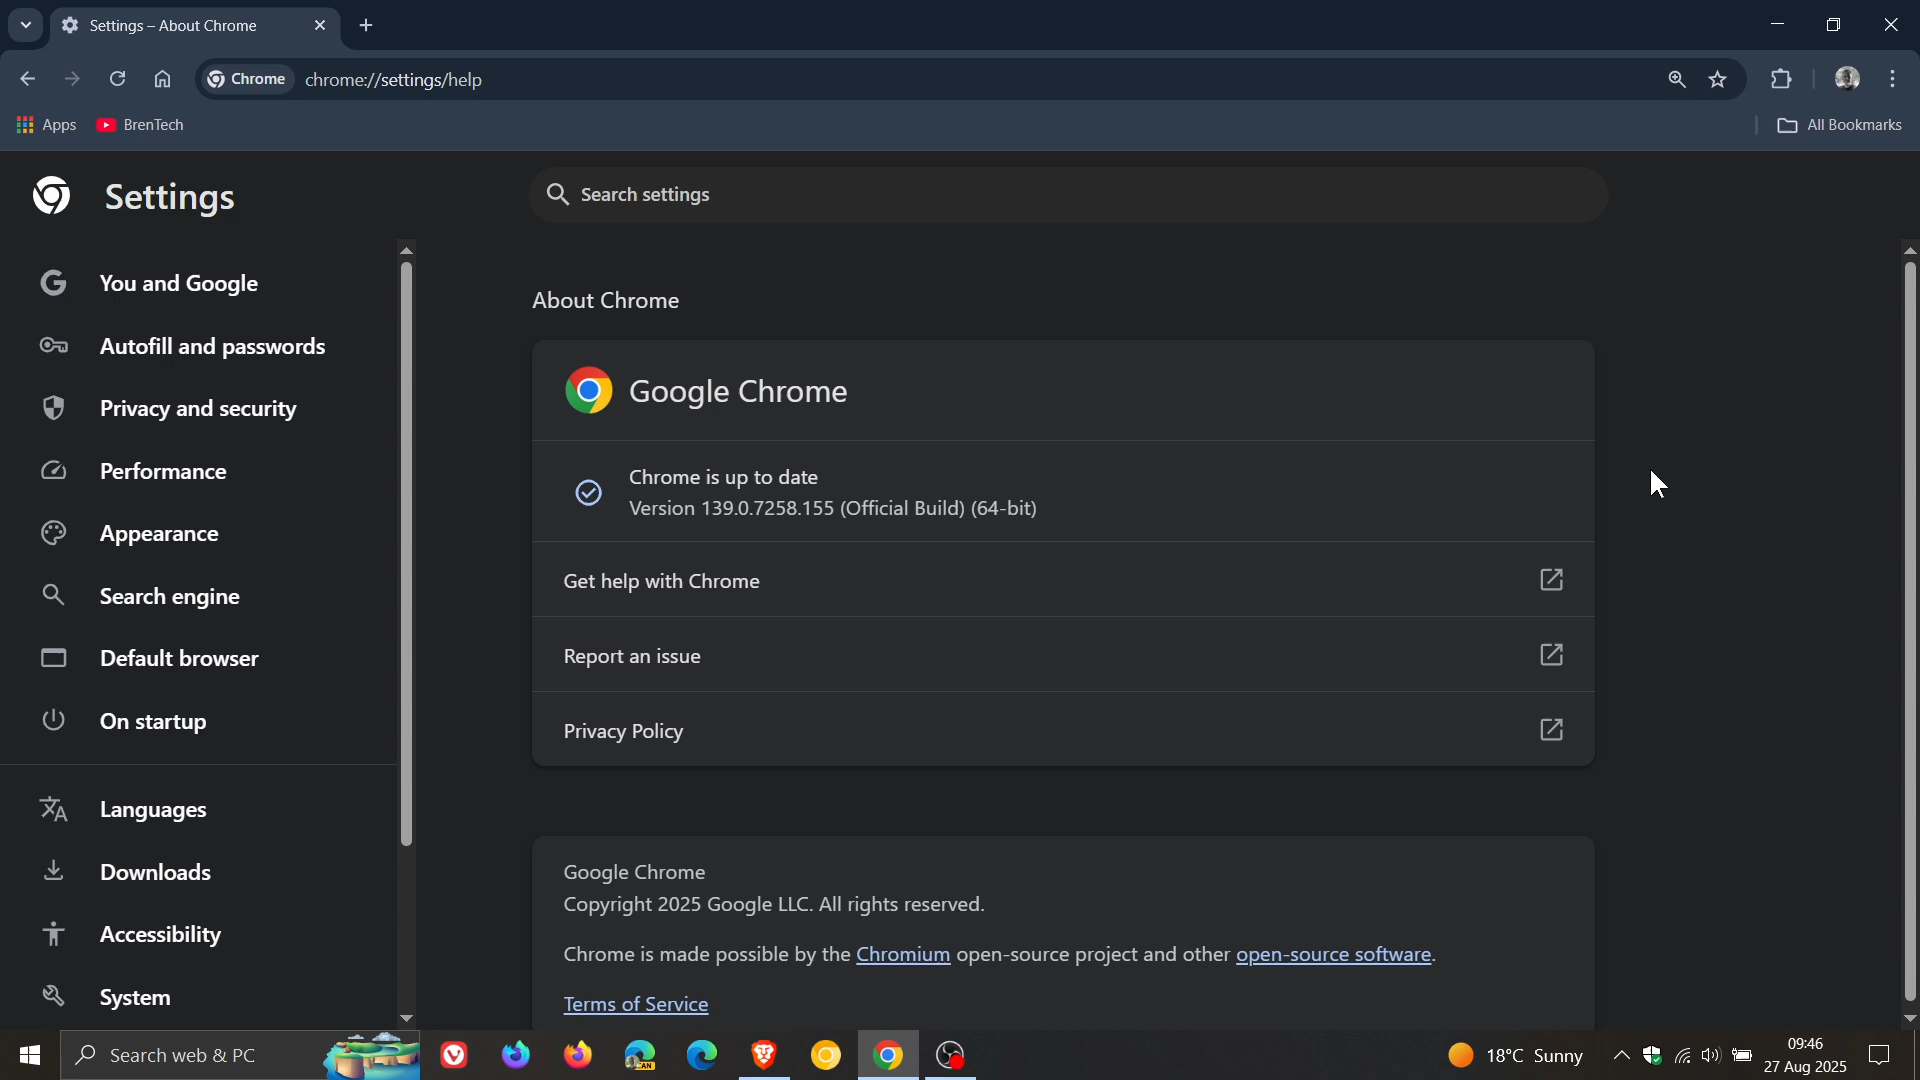 Settings – About Chrome
Chrome
chrome://settings/help
Apps
BrenTech
All Bookmarks
Settings
Search settings
You and Google
Autofill and passwords
Privacy and security
Performance
Appearance
Search engine
Default browser
On startup
Languages
Downloads
Accessibility
System
About Chrome
Google Chrome
Chrome is up to date
Version 139.0.7258.155 (Official Build) (64-bit)
Get help with Chrome
Report an issue
Privacy Policy
Google Chrome
Copyright 2025 Google LLC. All rights reserved.
Chrome is made possible by the Chromium open-source project and other open-source software.
Terms of Service
Search web & PC
CAN
18°C Sunny
09:46
27 Aug 2025